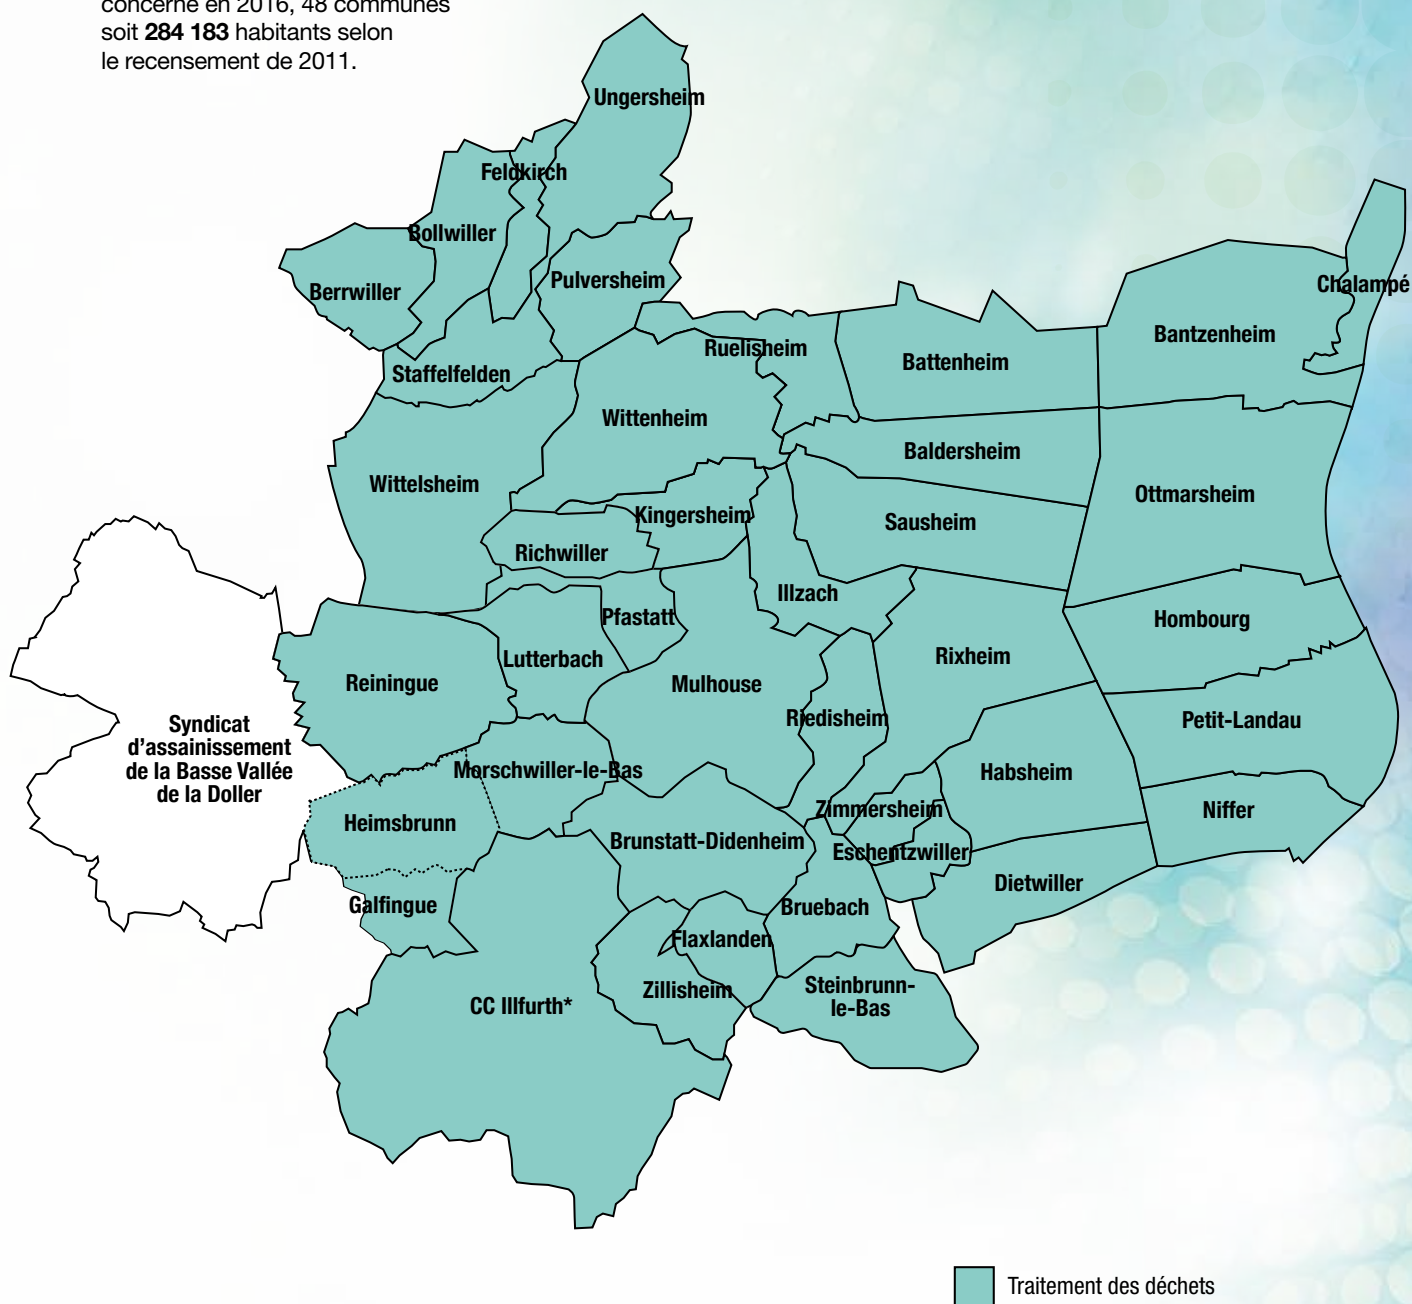 concerne en 2016, 48 communes
soit 284 183 habitants selon
le recensement de 2011.
Ungersheim
Feldkirch
Bollwiller
Berrwiller
Pulversheim
Chalampé
Bantzenheim
Ruelisheim
Battenheim
Staffelfelden
Wittenheim
Baldersheim
Wittelsheim
Ottmarsheim
Kingersheim
Sausheim
Richwiller
Illzach
Pfastatt
Hombourg
Lutterbach
Rixheim
Reiningue
Mulhouse
Riedisheim
Petit-Landau
Syndicat
d'assainissement
de la Basse Vallée
de la Doller
Morschwiller-le-Bas
Habsheim
Zimmersheim
Niffer
Heimsbrunn
Brunstatt-Didenheim
Eschentzwiller
Dietwiller
Galfingue
Bruebach
Flaxlanden
Zillisheim
Steinbrunn-
le-Bas
CC Illfurth*
Traitement des déchets